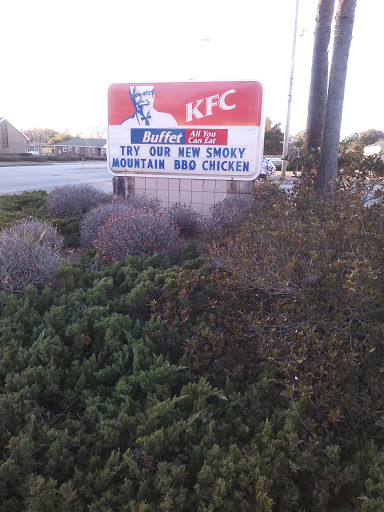 KFC
Buffet All You Can Eat
TRY OUR NEW SMOKY
MOUNTAIN BBQ CHICKEN